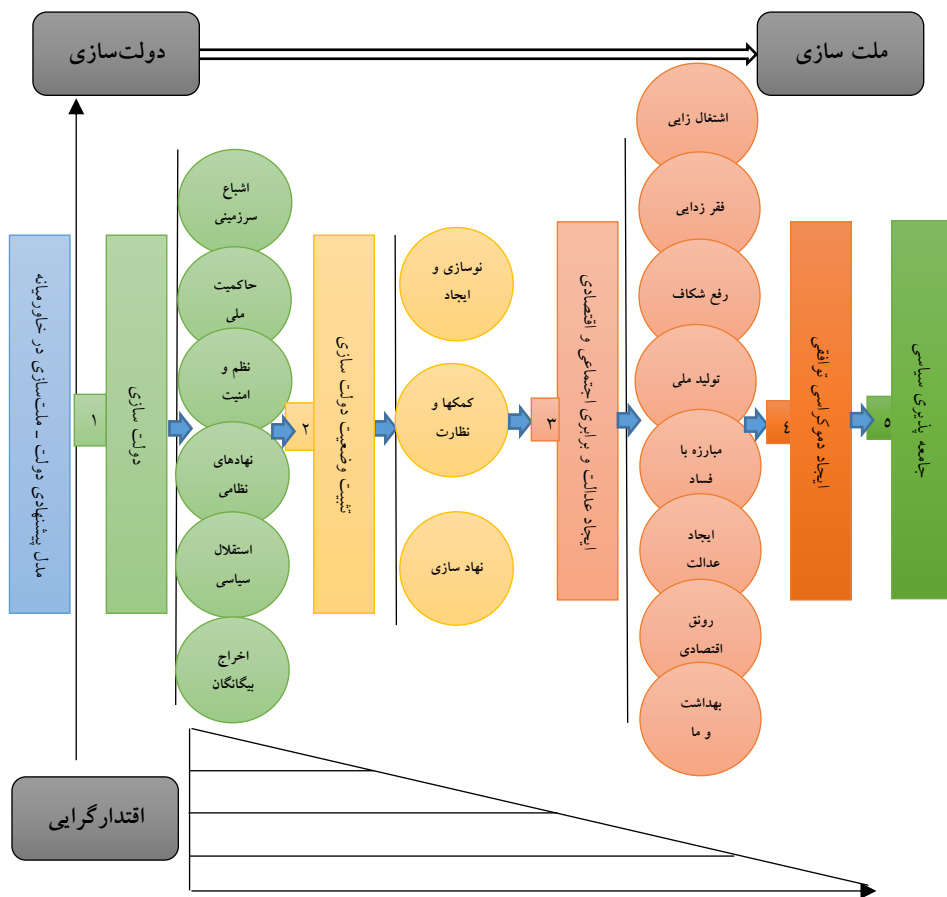 دولت‌سازی
ملت سازی
مدل پیشنهادی دولت – ملت‌سازی در خاورمیانه
۱
دولت سازی
اشباع
سرزمینی
حاکمیت
ملی
نظم و
امنیت
نهادهای
نظامی
استقلال
سیاسی
اخراج
بیگانگان
۲
تثبیت وضعیت دولت سازی
نوسازی و
ایجاد
کمکها و
نظارت
نهاد سازی
۳
ایجاد عدالت و برابری اجتماعی و اقتصادی
اشتغال زایی
فقر زدایی
رفع شکاف
تولید ملی
مبارزه با
فساد
ایجاد
عدالت
رونق
اقتصادی
بهداشت
و ما
ایجاد دموکراسی توافقی
۵
جامعه پذیری سیاسی
اقتدارگرایی